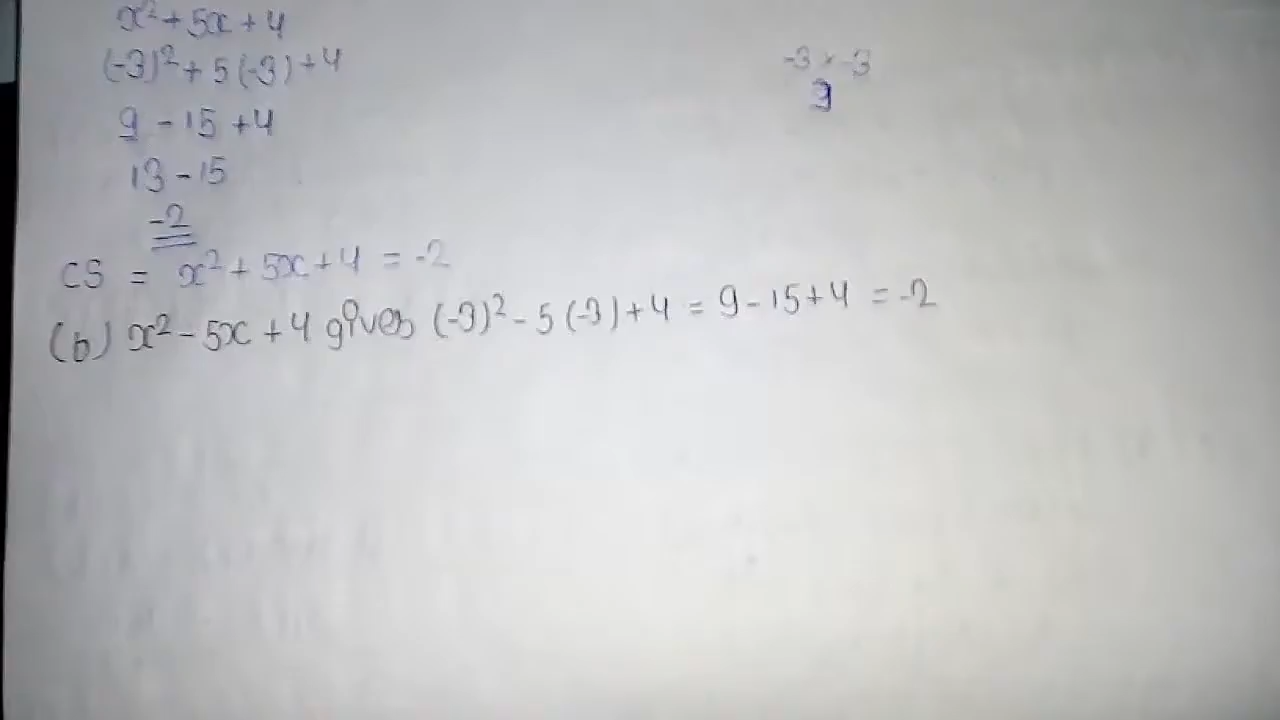 x² + 5x + 4
(-3)² + 5(-3) + 4
-3 × -3
9
9 - 15 + 4
13 - 15
-2
CS = x² + 5x + 4 = -2
(b) x² - 5x + 4 gives (-3)² - 5(-3) + 4 = 9 - 15 + 4 = -2